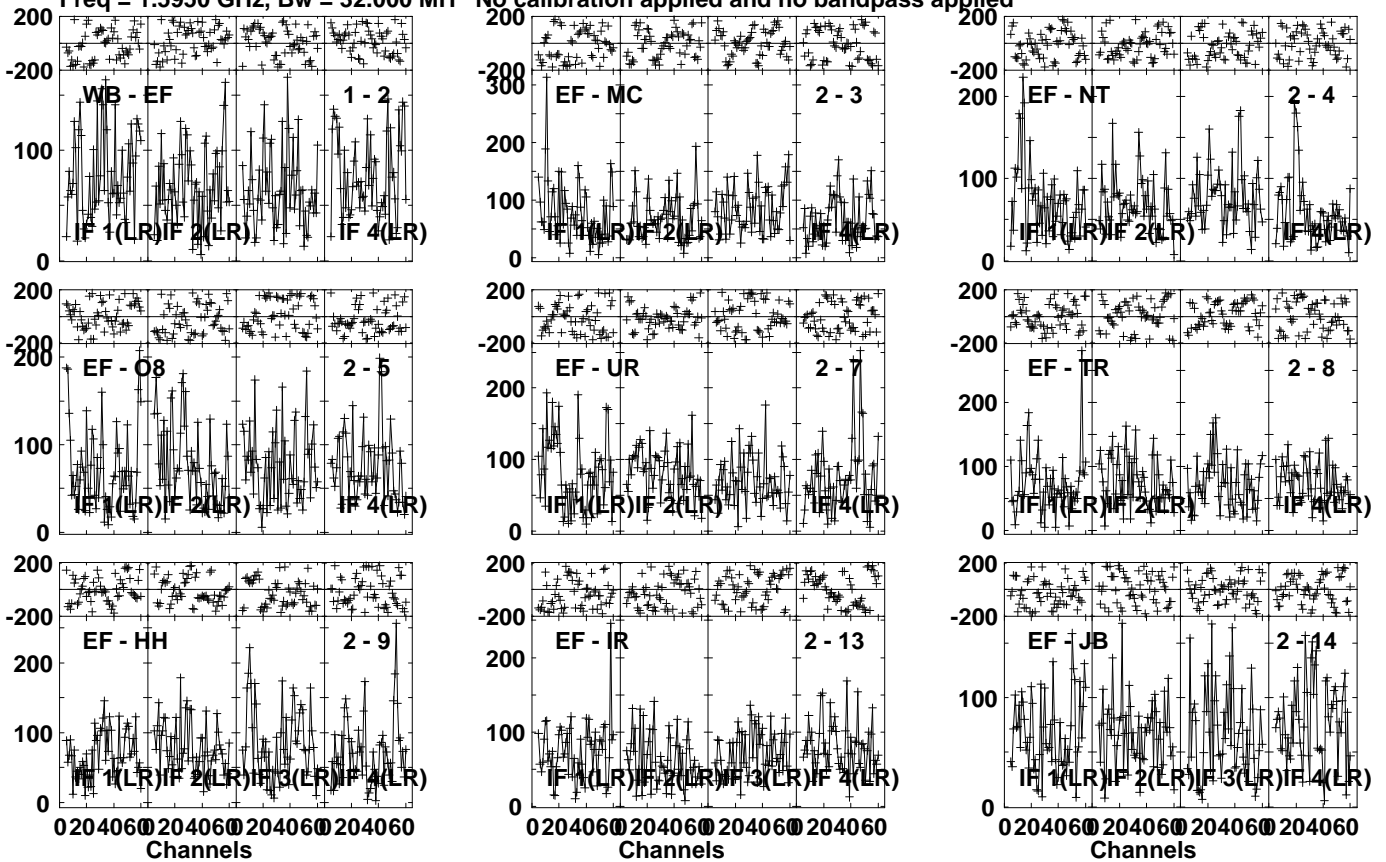 Freq = 1.5950 GHz, Bw = 32.000 MH No calibration applied and no bandpass applied
200
-200
WB - EF 1 - 2
100
IF 1(LR) IF 2(LR) IF 4(LR)
0
200
-200
300
EF - MC 2 - 3
200
100
IF 1(LR) IF 2(LR) IF 4(LR)
0
200
-200
EF - NT 2 - 4
200
100
IF 1(LR) IF 2(LR) IF 4(LR)
0
200
-200
200
EF - O8 2 - 5
100
IF 1(LR) IF 2(LR) IF 4(LR)
0
200
-200
EF - UR 2 - 7
200
100
IF 1(LR) IF 2(LR) IF 4(LR)
0
200
-200
EF - TR 2 - 8
200
100
IF 1(LR) IF 2(LR) IF 4(LR)
0
200
-200
EF - HH 2 - 9
200
100
IF 1(LR) IF 2(LR) IF 3(LR) IF 4(LR)
0
0 20 40 60 0 20 40 60 0 20 40 60 0 20 40 60
Channels
200
-200
EF - IR 2 - 13
200
100
IF 1(LR) IF 2(LR) IF 3(LR) IF 4(LR)
0
0 20 40 60 0 20 40 60 0 20 40 60 0 20 40 60
Channels
200
-200
EF - JB 2 - 14
100
IF 1(LR) IF 2(LR) IF 3(LR) IF 4(LR)
0
0 20 40 60 0 20 40 60 0 20 40 60 0 20 40 60
Channels